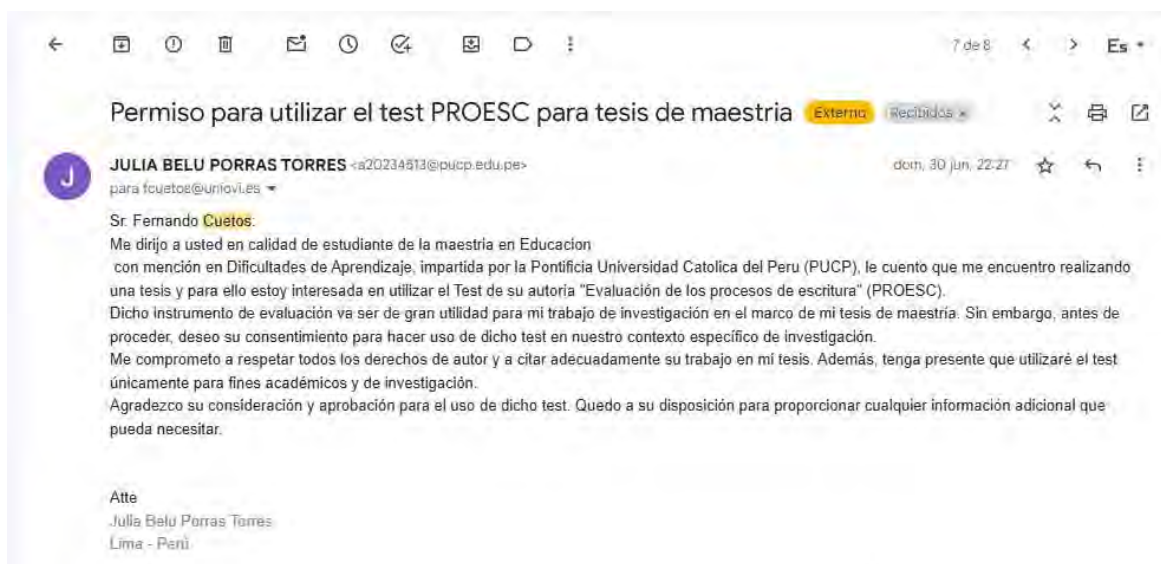 7 de 8
Es
Permiso para utilizar el test PROESC para tesis de maestria Externo Recibidos x
J
JULIA BELU PORRAS TORRES <a20234613@pucp.edu.pe>
dom, 30 jun, 22:27
para fcuetos@uniovi.es
Sr. Fernando Cuetos:
Me dirijo a usted en calidad de estudiante de la maestria en Educacion
con mención en Dificultades de Aprendizaje, impartida por la Pontificia Universidad Catolica del Peru (PUCP), le cuento que me encuentro realizando
una tesis y para ello estoy interesada en utilizar el Test de su autoria "Evaluación de los procesos de escritura" (PROESC).
Dicho instrumento de evaluación va ser de gran utilidad para mi trabajo de investigación en el marco de mi tesis de maestría. Sin embargo, antes de
proceder, deseo su consentimiento para hacer uso de dicho test en nuestro contexto específico de investigación.
Me comprometo a respetar todos los derechos de autor y a citar adecuadamente su trabajo en mi tesis. Además, tenga presente que utilizaré el test
únicamente para fines académicos y de investigación.
Agradezco su consideración y aprobación para el uso de dicho test. Quedo a su disposición para proporcionar cualquier información adicional que
pueda necesitar.
Atte
Julia Belu Porras Torres
Lima - Perú